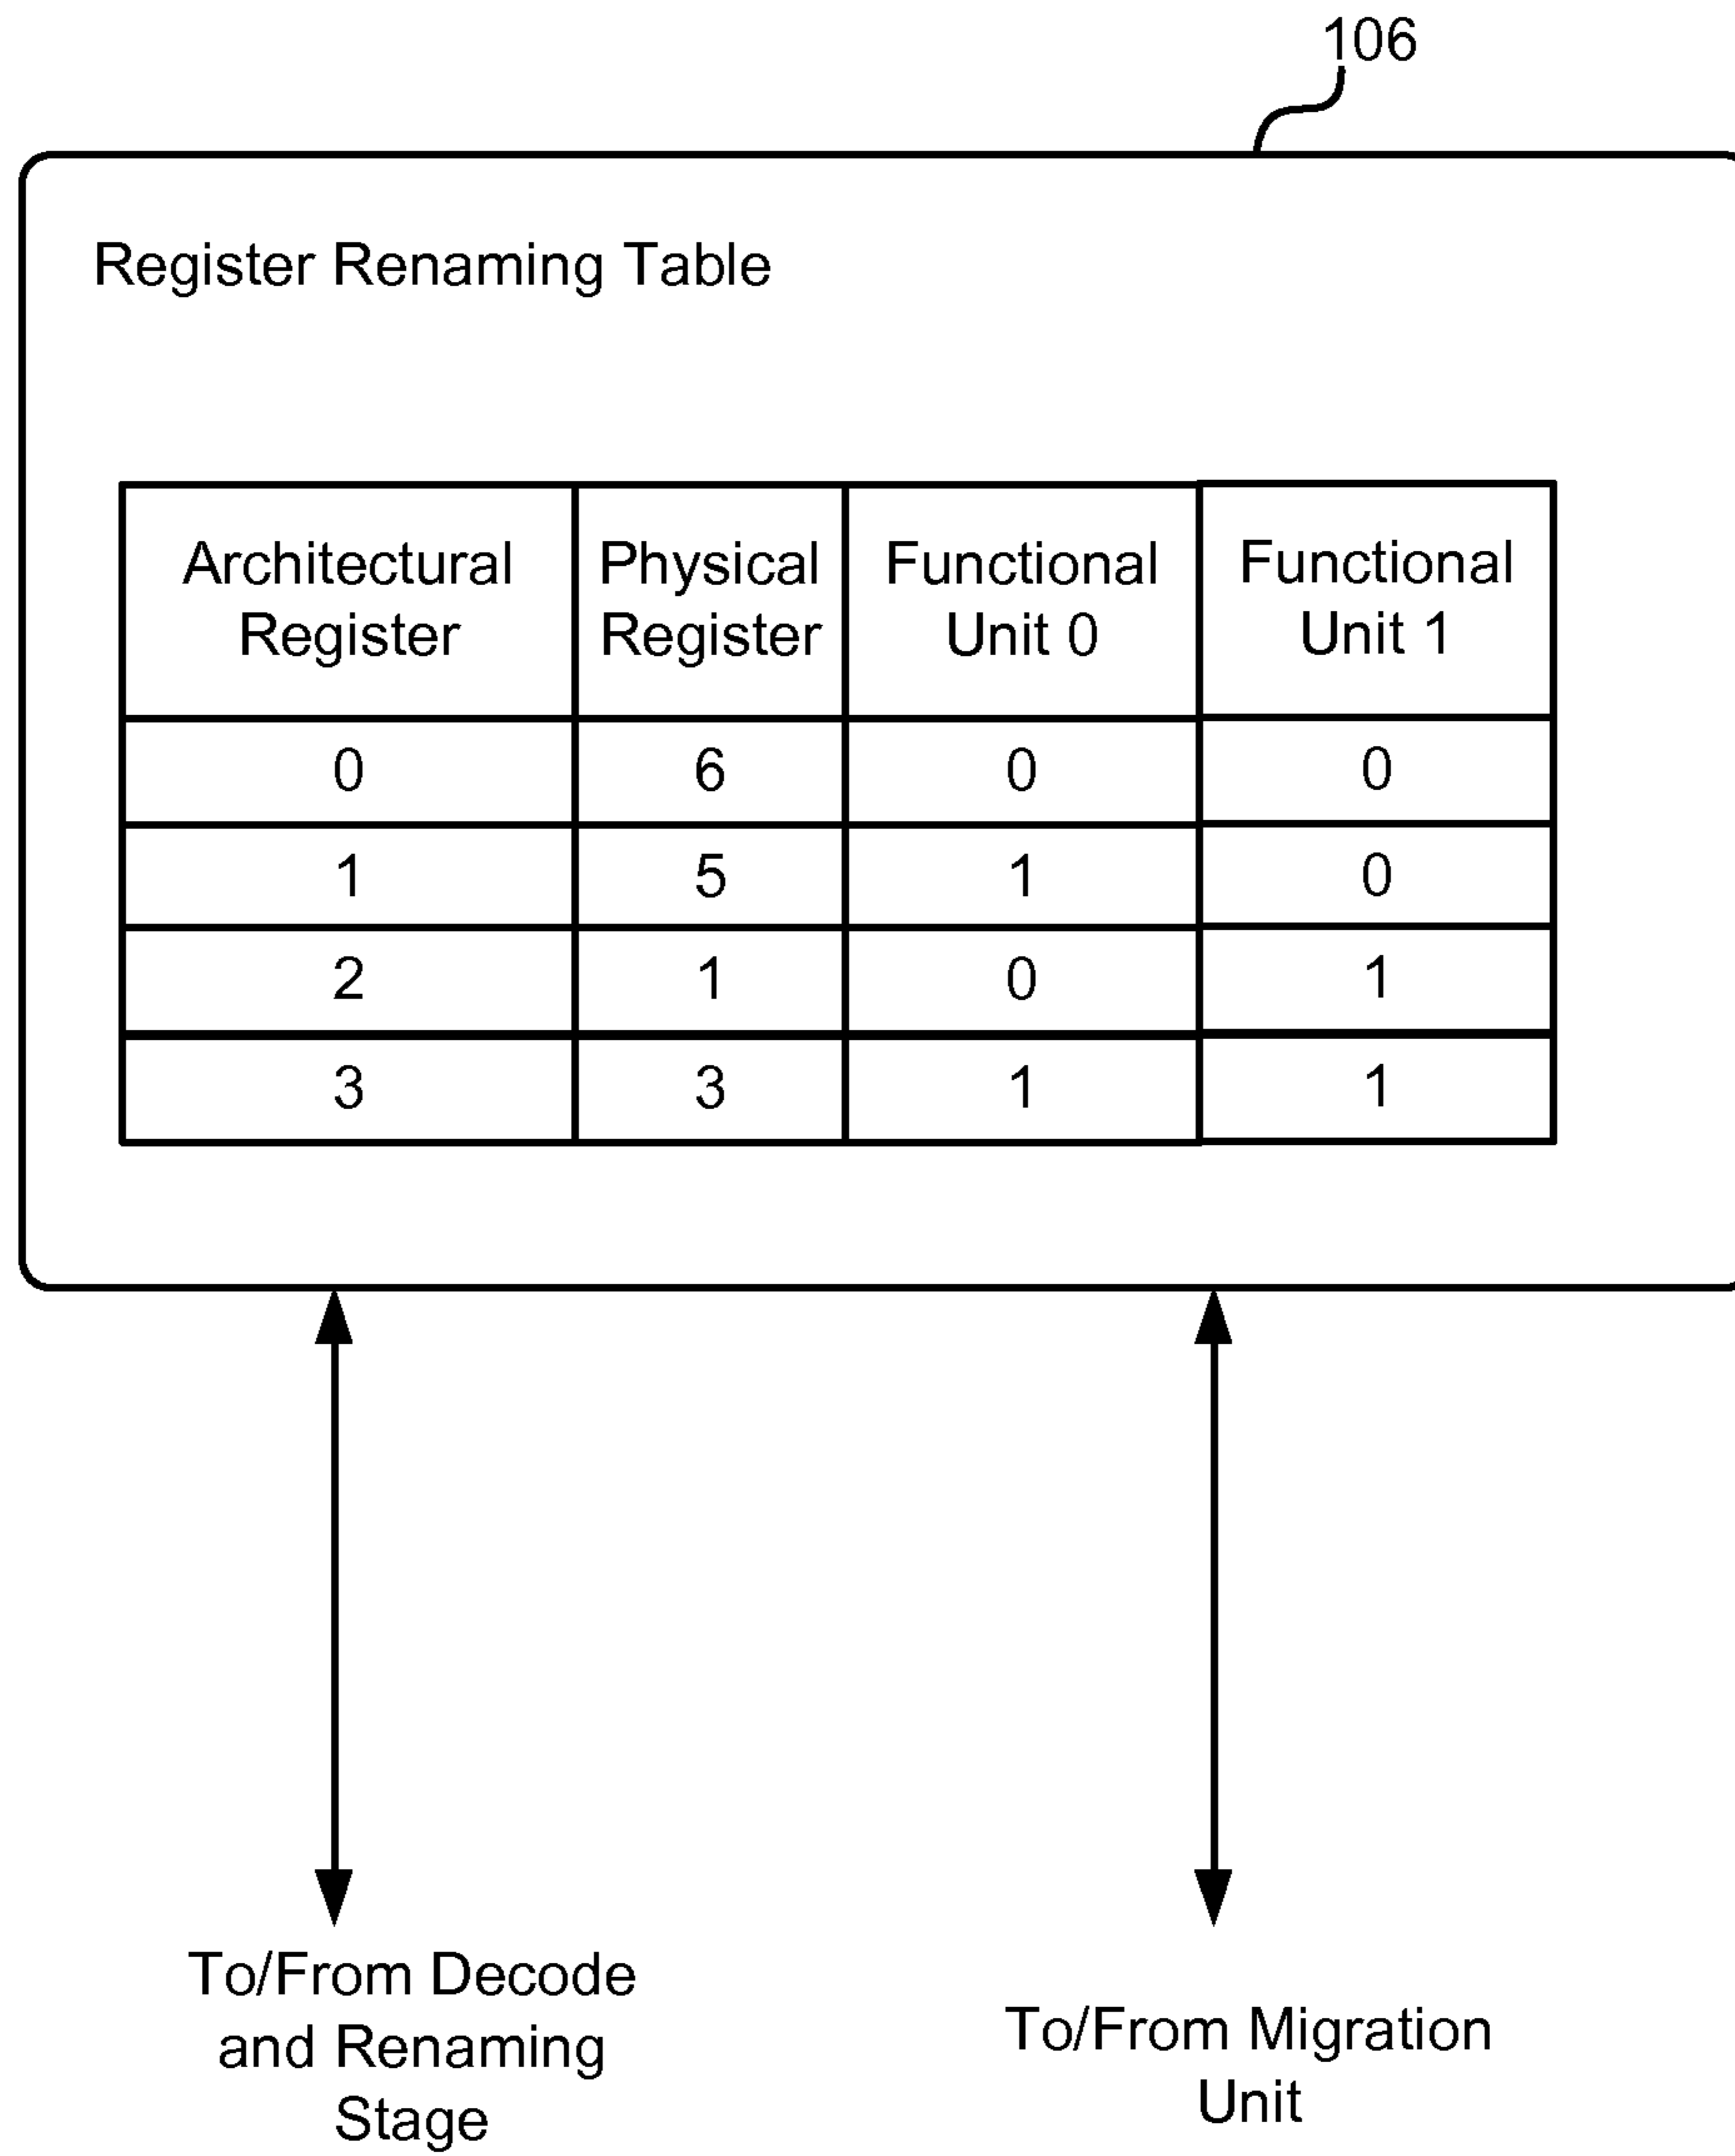 106
Register Renaming Table
Architectural Register Physical Register Functional Unit 0 Functional Unit 1
0 6 0 0
1 5 1 0
2 1 0 1
3 3 1 1
To/From Decode
and Renaming
Stage
To/From Migration
Unit